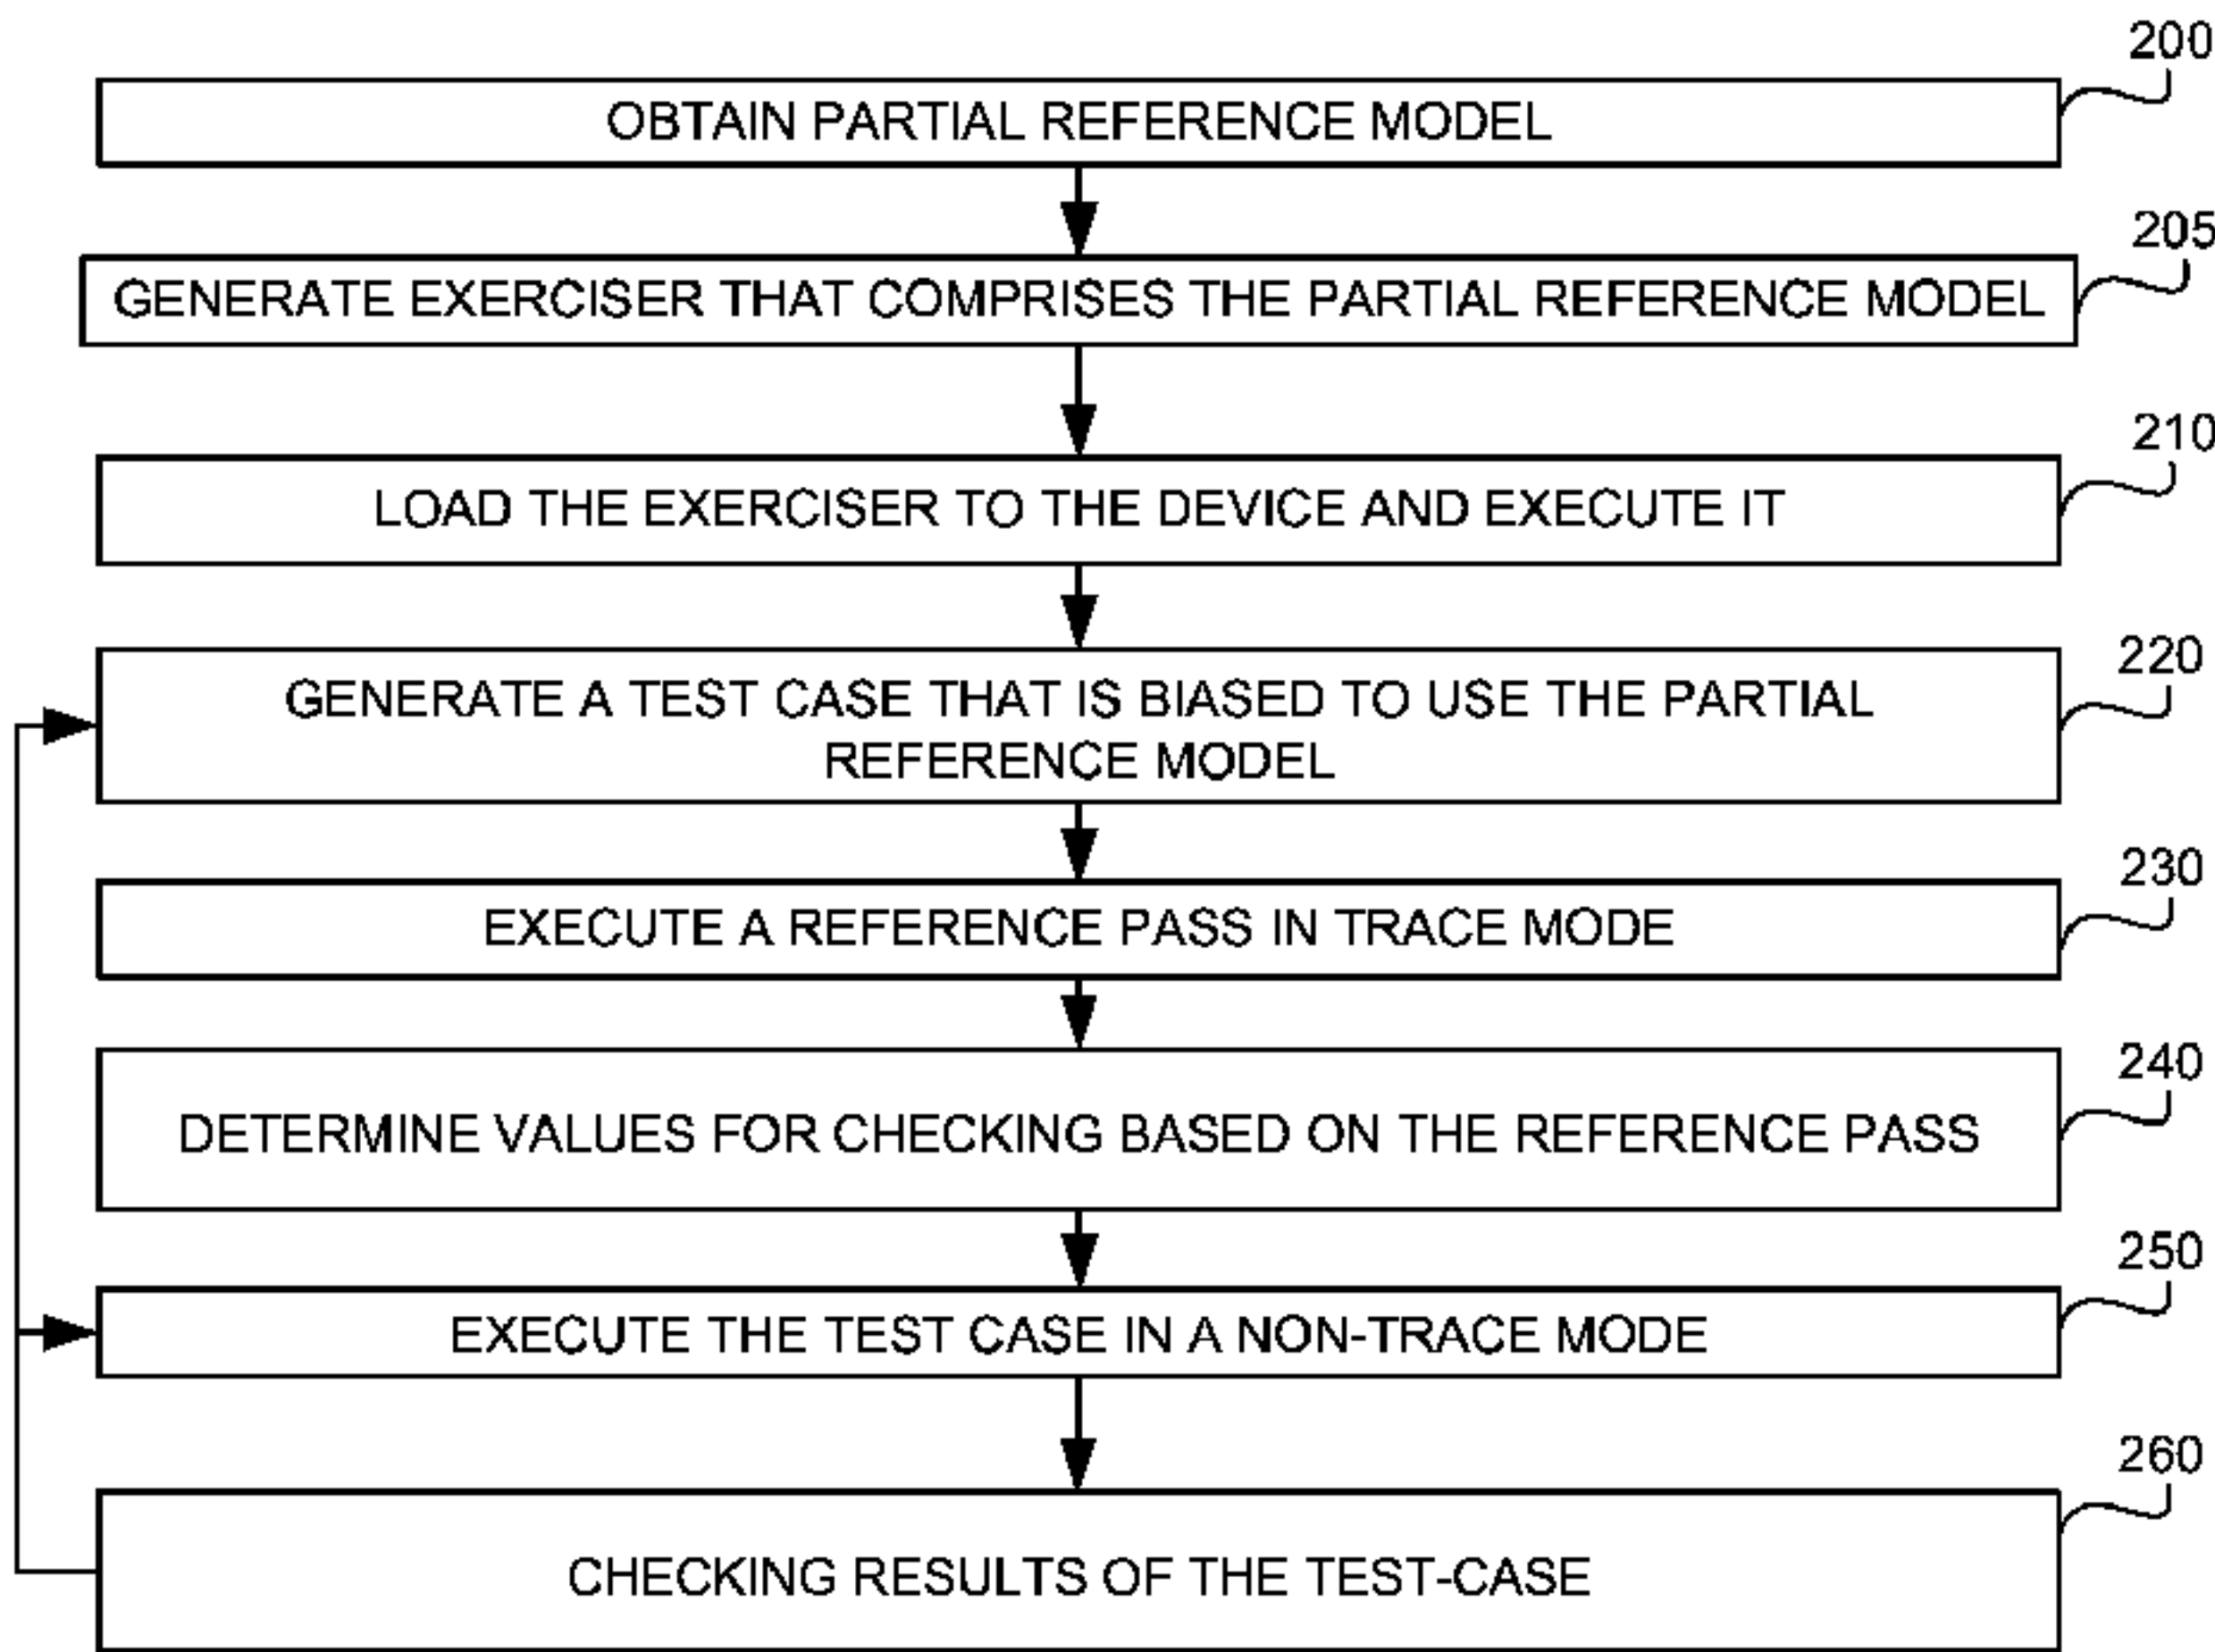 200
OBTAIN PARTIAL REFERENCE MODEL
205
GENERATE EXERCISER THAT COMPRISES THE PARTIAL REFERENCE MODEL
210
LOAD THE EXERCISER TO THE DEVICE AND EXECUTE IT
220
GENERATE A TEST CASE THAT IS BIASED TO USE THE PARTIAL
REFERENCE MODEL
230
EXECUTE A REFERENCE PASS IN TRACE MODE
240
DETERMINE VALUES FOR CHECKING BASED ON THE REFERENCE PASS
250
EXECUTE THE TEST CASE IN A NON-TRACE MODE
260
CHECKING RESULTS OF THE TEST-CASE